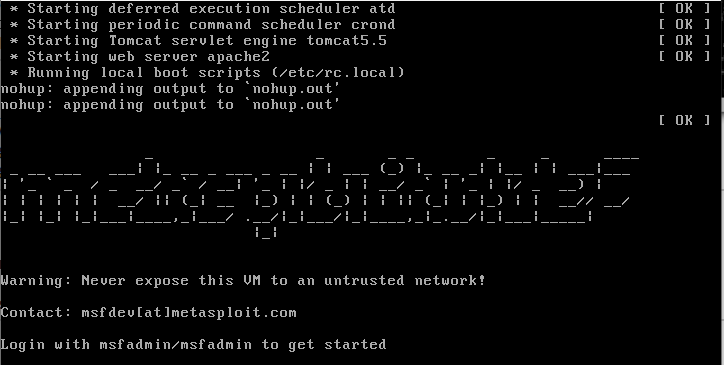 * Starting deferred execution scheduler atd [ OK ]
* Starting periodic command scheduler crond [ OK ]
* Starting Tomcat servlet engine tomcat5.5 [ OK ]
* Starting web server apache2 [ OK ]
* Running local boot scripts (/etc/rc.local)
nohup: appending output to `nohup.out'
nohup: appending output to `nohup.out'
[ OK ]
metasploitable2
Warning: Never expose this VM to an untrusted network!
Contact: msfdev[at]metasploit.com
Login with msfadmin/msfadmin to get started